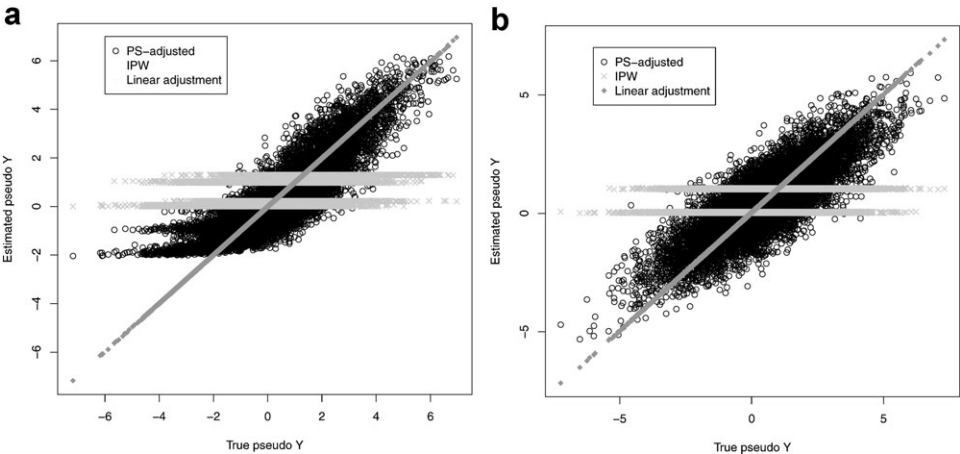 a
PS-adjusted
IPW
Linear adjustment
Estimated pseudo Y
6
4
2
0
-2
-4
-6
-6
-4
-2
0
2
4
6
True pseudo Y
b
PS-adjusted
IPW
Linear adjustment
Estimated pseudo Y
5
0
-5
-5
0
5
True pseudo Y